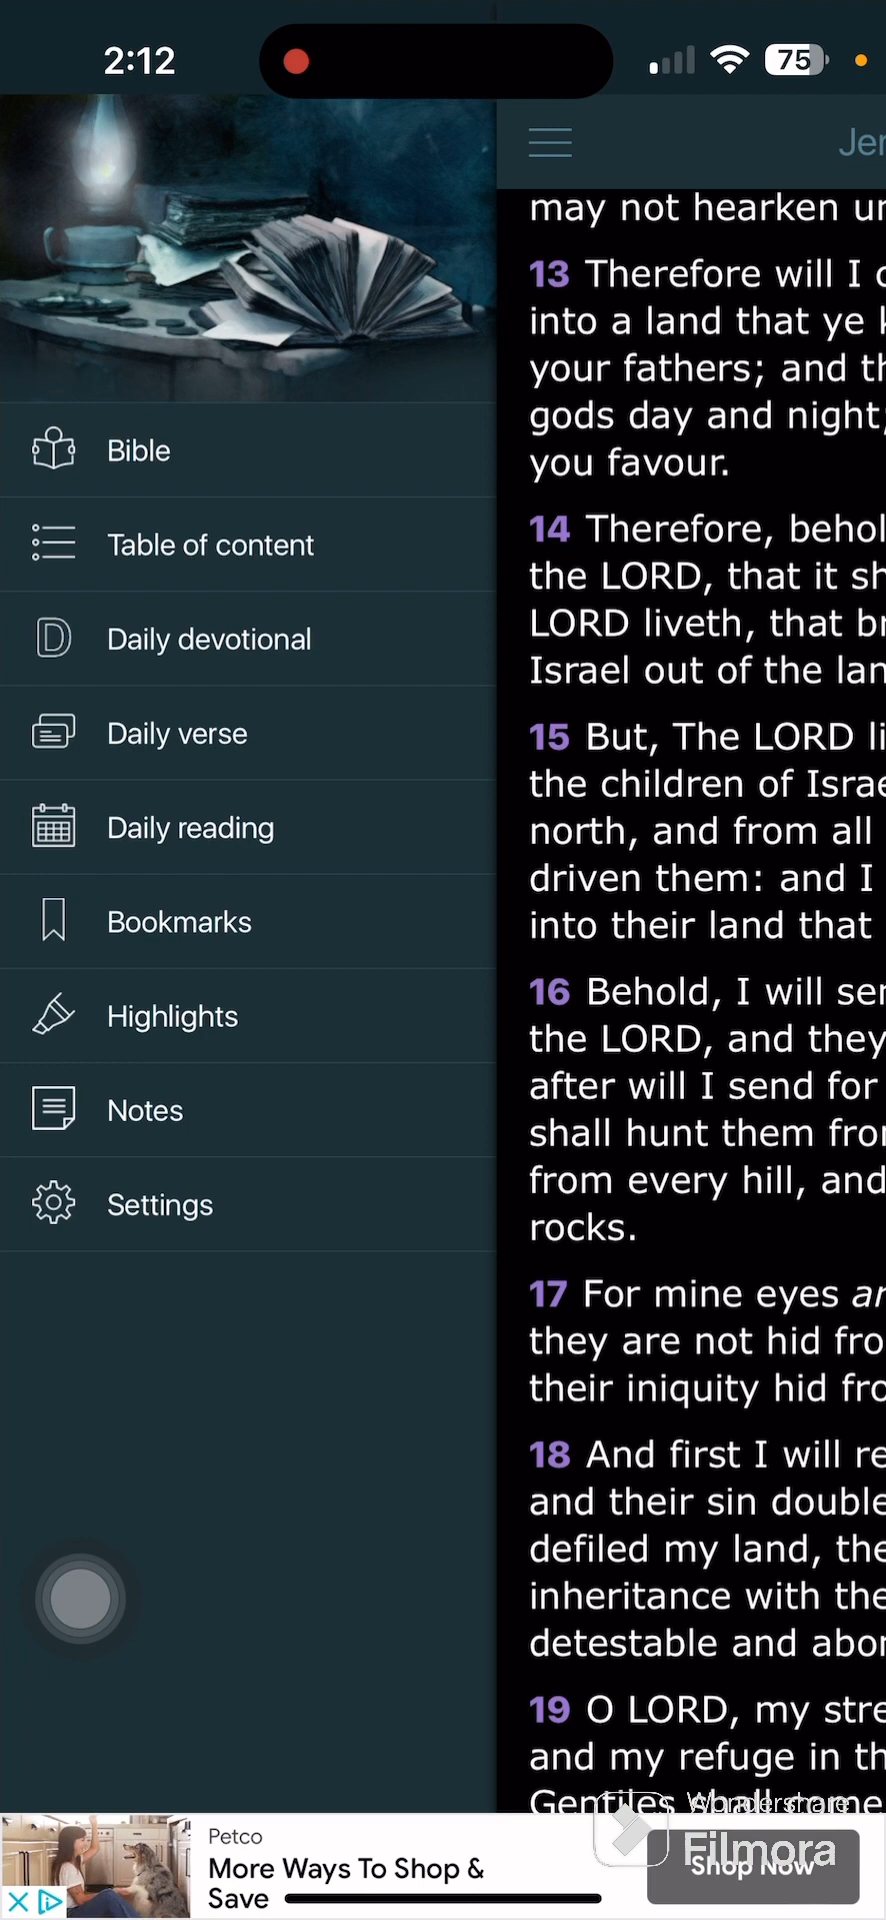 2:12
75
Jer
may not hearken un
Bible
Table of content
Daily devotional
Daily verse
Daily reading
Bookmarks
Highlights
Notes
Settings
13 Therefore will I c
into a land that ye k
your fathers; and th
gods day and night;
you favour.
14 Therefore, behol
the LORD, that it sh
LORD liveth, that br
Israel out of the lan
15 But, The LORD li
the children of Israe
north, and from all
driven them: and I
into their land that
16 Behold, I will sen
the LORD, and they
after will I send for
shall hunt them fron
from every hill, and
rocks.
17 For mine eyes ar
they are not hid fro
their iniquity hid fro
18 And first I will re
and their sin double
defiled my land, the
inheritance with the
detestable and abor
19 O LORD, my stre
and my refuge in th
Gentiles shall come
Wondershare
Filmora
Petco
More Ways To Shop &
Save
Shop Now